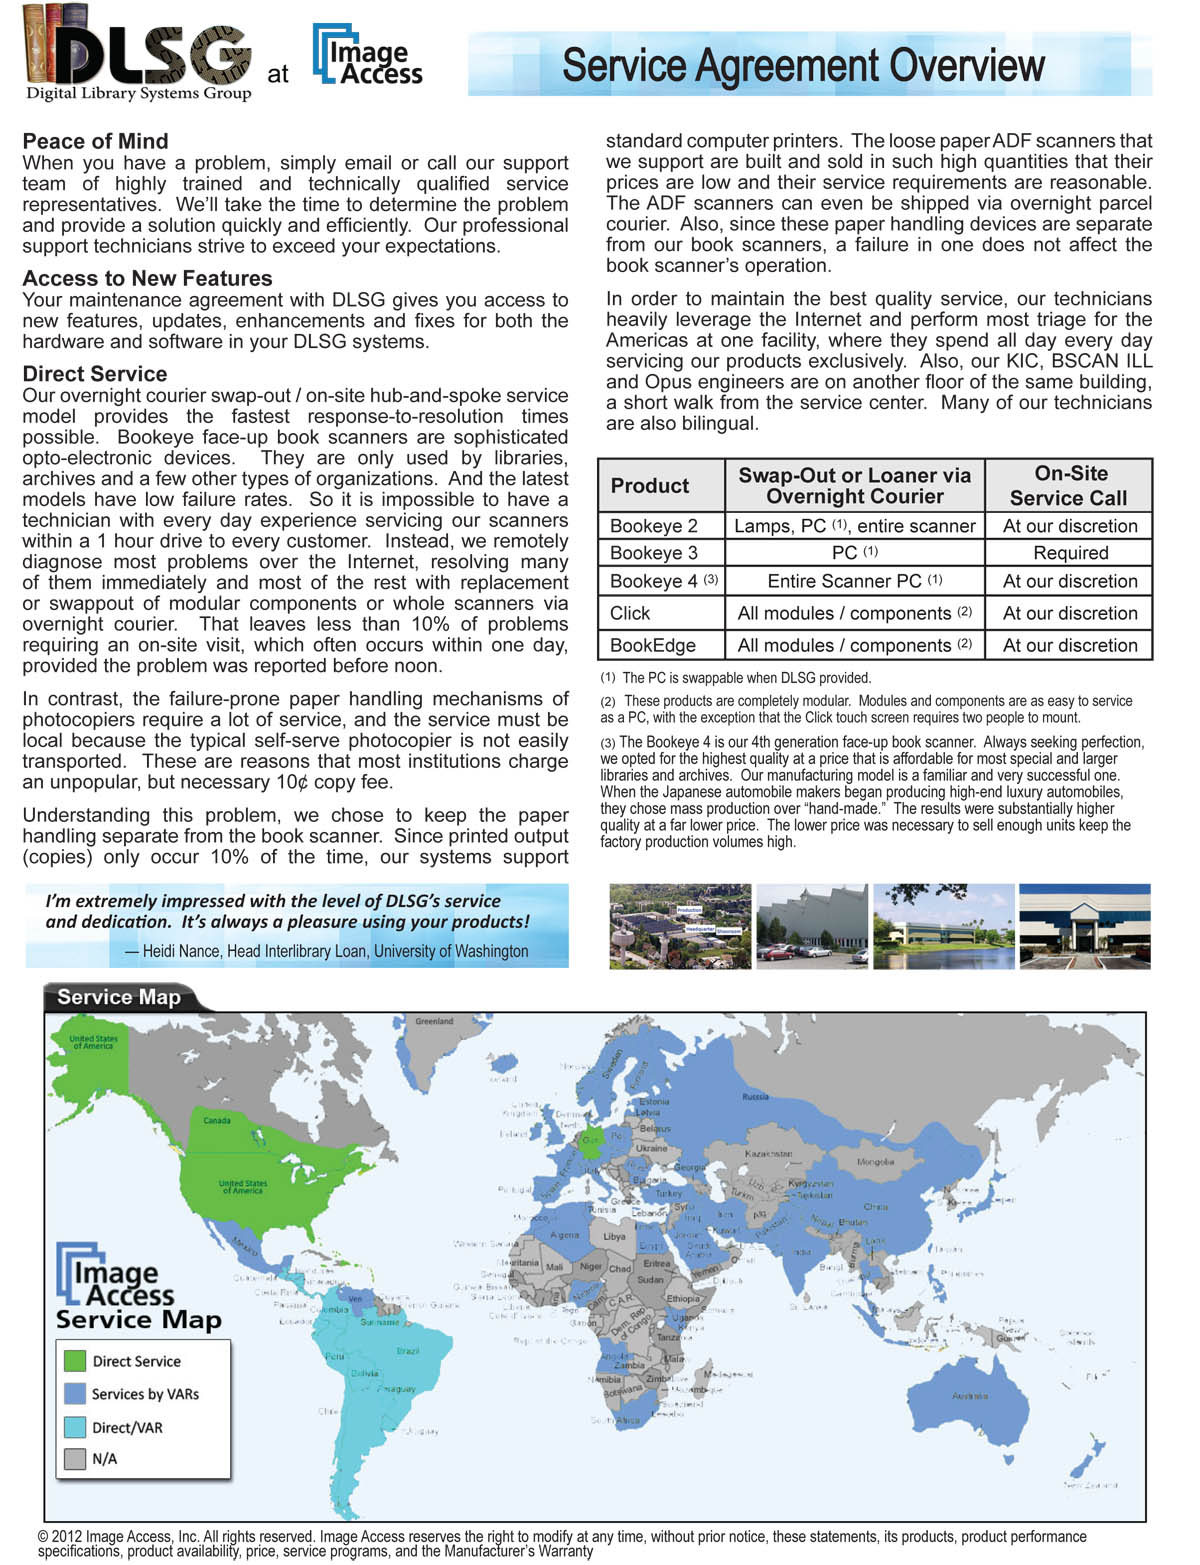 DLSG
Digital Library Systems Group
at
Image
Access
Service Agreement Overview
Peace of Mind
When you have a problem, simply email or call our support
team of highly trained and technically qualified service
representatives. We'll take the time to determine the problem
and provide a solution quickly and efficiently. Our professional
support technicians strive to exceed your expectations.
Access to New Features
Your maintenance agreement with DLSG gives you access to
new features, updates, enhancements and fixes for both the
hardware and software in your DLSG systems.
Direct Service
Our overnight courier swap-out / on-site hub-and-spoke service
model provides the fastest response-to-resolution times
possible. Bookeye face-up book scanners are sophisticated
opto-electronic devices. They are only used by libraries,
archives and a few other types of organizations. And the latest
models have low failure rates. So it is impossible to have a
technician with every day experience servicing our scanners
within a 1 hour drive to every customer. Instead, we remotely
diagnose most problems over the Internet, resolving many
of them immediately and most of the rest with replacement
or swappout of modular components or whole scanners via
overnight courier. That leaves less than 10% of problems
requiring an on-site visit, which often occurs within one day,
provided the problem was reported before noon.
In contrast, the failure-prone paper handling mechanisms of
photocopiers require a lot of service, and the service must be
local because the typical self-serve photocopier is not easily
transported. These are reasons that most institutions charge
an unpopular, but necessary 10¢ copy fee.
Understanding this problem, we chose to keep the paper
handling separate from the book scanner. Since printed output
(copies) only occur 10% of the time, our systems support
standard computer printers. The loose paper ADF scanners that
we support are built and sold in such high quantities that their
prices are low and their service requirements are reasonable.
The ADF scanners can even be shipped via overnight parcel
courier. Also, since these paper handling devices are separate
from our book scanners, a failure in one does not affect the
book scanner's operation.
In order to maintain the best quality service, our technicians
heavily leverage the Internet and perform most triage for the
Americas at one facility, where they spend all day every day
servicing our products exclusively. Also, our KIC, BSCAN ILL
and Opus engineers are on another floor of the same building,
a short walk from the service center. Many of our technicians
are also bilingual.
Product Swap-Out or Loaner via Overnight Courier On-Site Service Call
Bookeye 2 Lamps, PC (1), entire scanner At our discretion
Bookeye 3 PC (1) Required
Bookeye 4 (3) Entire Scanner PC (1) At our discretion
Click All modules / components (2) At our discretion
BookEdge All modules / components (2) At our discretion
(1) The PC is swappable when DLSG provided.
(2) These products are completely modular. Modules and components are as easy to service
as a PC, with the exception that the Click touch screen requires two people to mount.
(3) The Bookeye 4 is our 4th generation face-up book scanner. Always seeking perfection,
we opted for the highest quality at a price that is affordable for most special and larger
libraries and archives. Our manufacturing model is a familiar and very successful one.
When the Japanese automobile makers began producing high-end luxury automobiles,
they chose mass production over "hand-made." The results were substantially higher
quality at a far lower price. The lower price was necessary to sell enough units keep the
factory production volumes high.
I'm extremely impressed with the level of DLSG's service
and dedication. It's always a pleasure using your products!
— Heidi Nance, Head Interlibrary Loan, University of Washington
Production
Headquarter
Showroom
Service Map
United States
of America
Canada
United States
of America
Mexico
Greenland
Iceland
Sweden
Estonia
Latvia
Belarus
Ukraine
Russia
Kazakhstan
Mongolia
Georgia
Bulgaria
Greece
Turkey
Kyrgyzstan
Tajikistan
China
Portugal
Tunisia
Lebanon
Iran
Pakistan
Bhutan
India
Algeria
Libya
Mali
Niger
Chad
Eritrea
Sudan
Yemen
C.A.R.
Ethiopia
Uganda
Dem. Rep.
of Congo
Tanzania
Angola
Zambia
Namibia
Zimbabwe
Botswana
South Africa
Ven
Suriname
Peru
Brazil
Bolivia
Australia
New Zealand
Image
Access
Service Map
Direct Service
Services by VARs
Direct/VAR
N/A
© 2012 Image Access, Inc. All rights reserved. Image Access reserves the right to modify at any time, without prior notice, these statements, its products, product performance
specifications, product availability, price, service programs, and the Manufacturer's Warranty